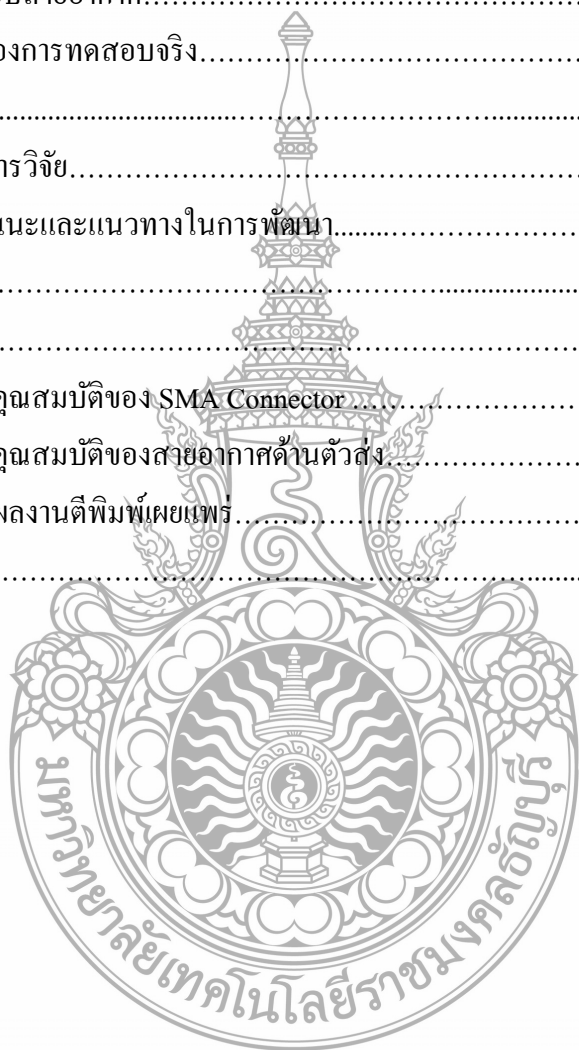 องการทดสอบจริง……………………………………………
………………………………………………………………
ารวิจัย………………………………………………………
นนะและแนวทางในการพัฒนา………………………………
………………………………………………………………
………………………………………………………………
คุณสมบัติของ SMA Connector ……………………………
คุณสมบัติของสายอากาศด้านตัวส่ง…………………………
ผลงานตีพิมพ์เผยแพร่…………………………………………
………………………………………………………………
มหาวิทยาลัยเทคโนโลยีราชมงคลธัญบุรี